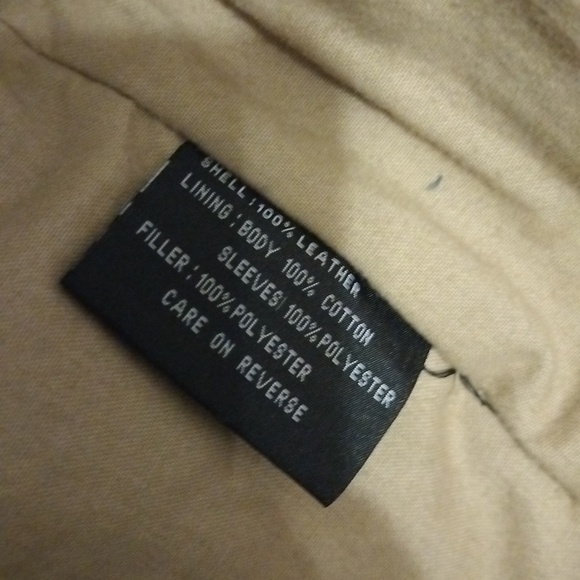 SHELL:100% LEATHER
LINING:BODY 100% COTTON
SLEEVES:100%POLYESTER
FILLER:100%POLYESTER
CARE ON REVERSE